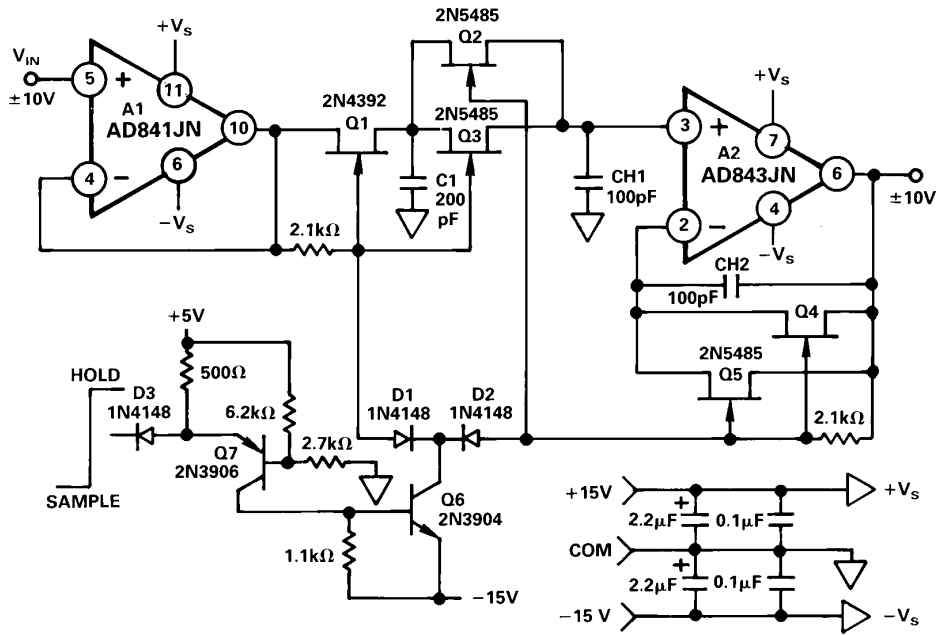 2N5485
Q2
+VS
VIN
5
+
11
±10V
A1
AD841JN
10
2N4392
Q1
2N5485
Q3
+VS
3
+
7
A2
AD843JN
6
±10V
4
−
6
−VS
C1
200
pF
CH1
100pF
2
−
4
−VS
2.1kΩ
CH2
100pF
Q4
+5V
500Ω
2N5485
Q5
HOLD
D3
1N4148
6.2kΩ
D1
1N4148
D2
1N4148
2.1kΩ
Q7
2N3906
2.7kΩ
SAMPLE
Q6
2N3904
1.1kΩ
−15V
+15V
+VS
+
2.2µF
0.1µF
COM
+
2.2µF
0.1µF
−15 V
−VS